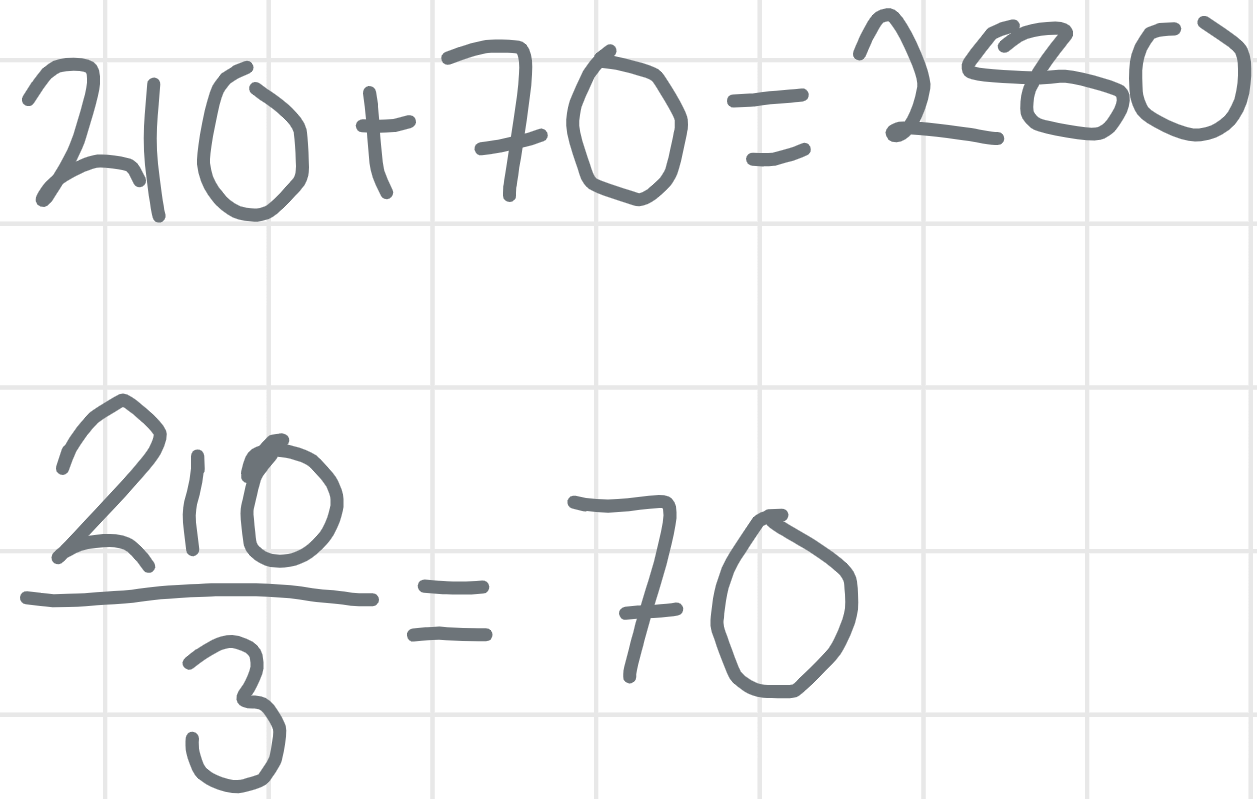 210 + 70 = 280
210/3 = 70